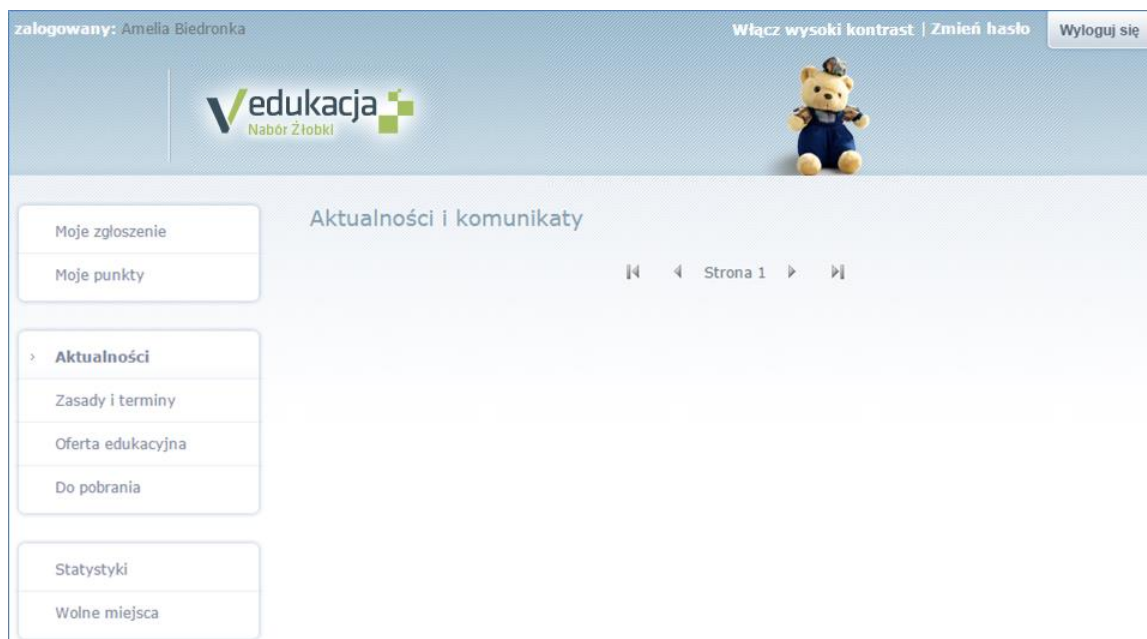 zalogowany: Amelia Biedronka
Włącz wysoki kontrast | Zmień hasło
Wyloguj się
Vedukacja
Nabór Żłobki
Moje zgłoszenie
Moje punkty
Aktualności
Zasady i terminy
Oferta edukacyjna
Do pobrania
Statystyki
Wolne miejsca
Aktualności i komunikaty
Strona 1